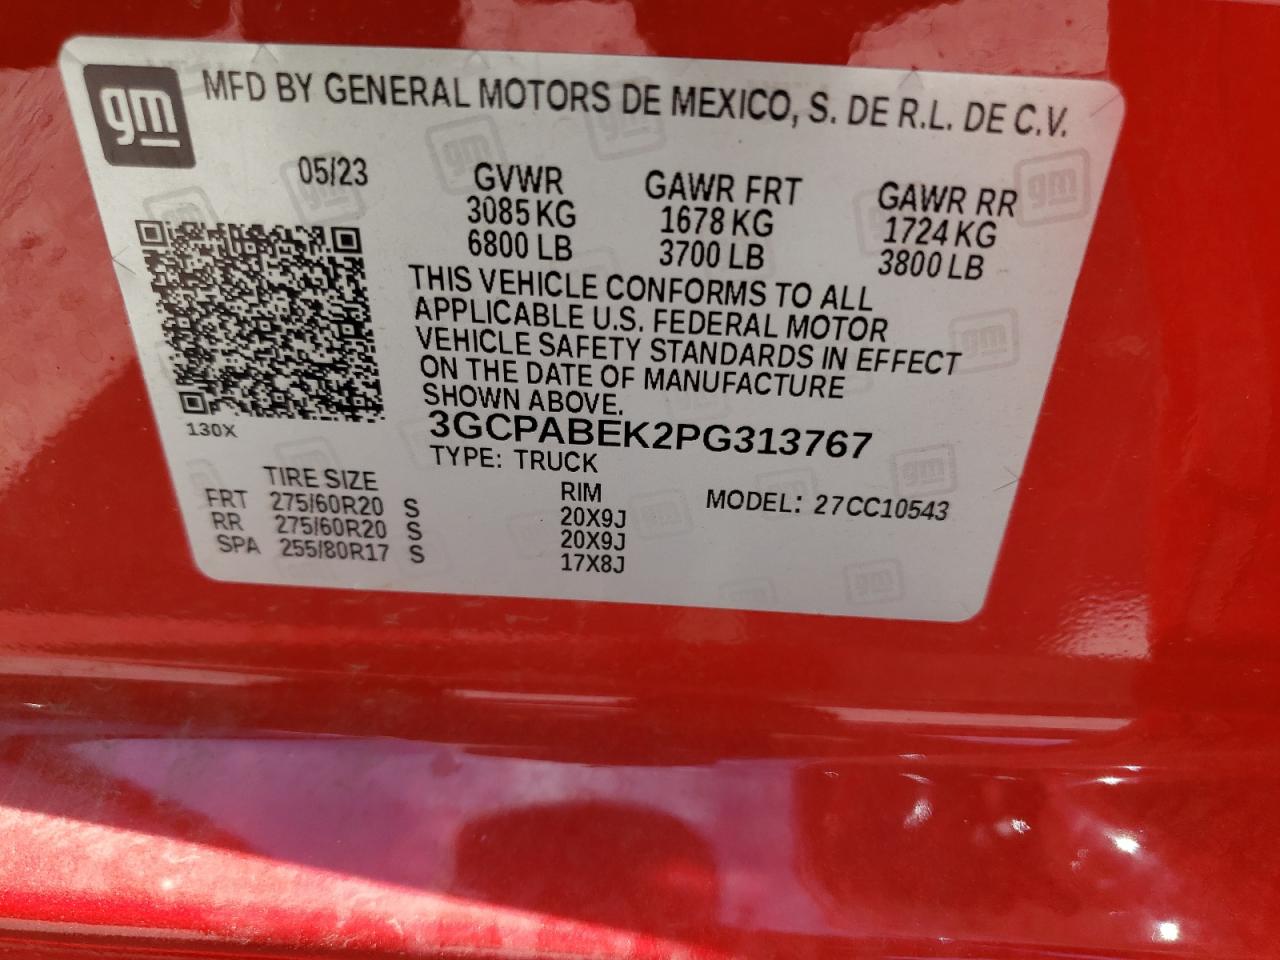 gm MFD BY GENERAL MOTORS DE MEXICO, S. DE R.L. DE C.V.
05/23 GVWR GAWR FRT GAWR RR
3085 KG 1678 KG 1724 KG
6800 LB 3700 LB 3800 LB
THIS VEHICLE CONFORMS TO ALL
APPLICABLE U.S. FEDERAL MOTOR
VEHICLE SAFETY STANDARDS IN EFFECT
ON THE DATE OF MANUFACTURE
SHOWN ABOVE.
130X 3GCPABEK2PG313767
TYPE: TRUCK
TIRE SIZE RIM MODEL: 27CC10543
FRT 275/60R20 S 20X9J
RR 275/60R20 S 20X9J
SPA 255/80R17 S 17X8J